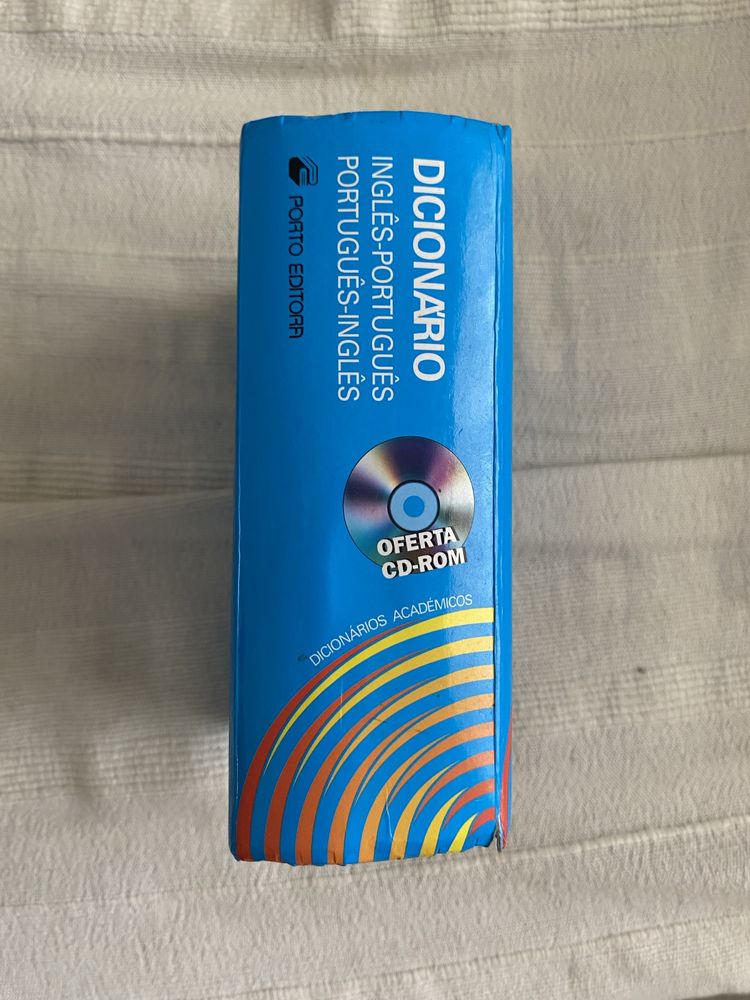 DICIONÁRIO
INGLÊS-PORTUGUÊS
PORTUGUÊS-INGLÊS
PORTO EDITORA
OFERTA
CD-ROM
DICIONÁRIOS ACADÉMICOS